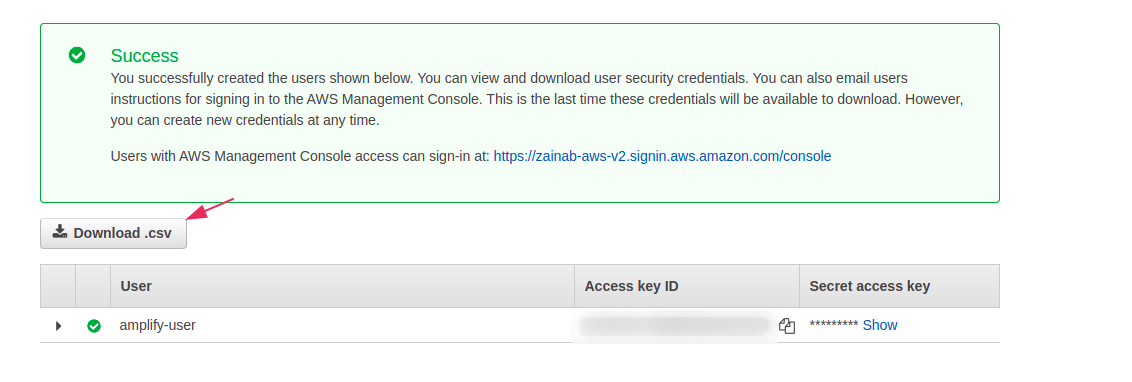 Success
You successfully created the users shown below. You can view and download user security credentials. You can also email users
instructions for signing in to the AWS Management Console. This is the last time these credentials will be available to download. However,
you can create new credentials at any time.
Users with AWS Management Console access can sign-in at: https://zainab-aws-v2.signin.aws.amazon.com/console
Download .csv
User Access key ID Secret access key
amplify-user ********* Show